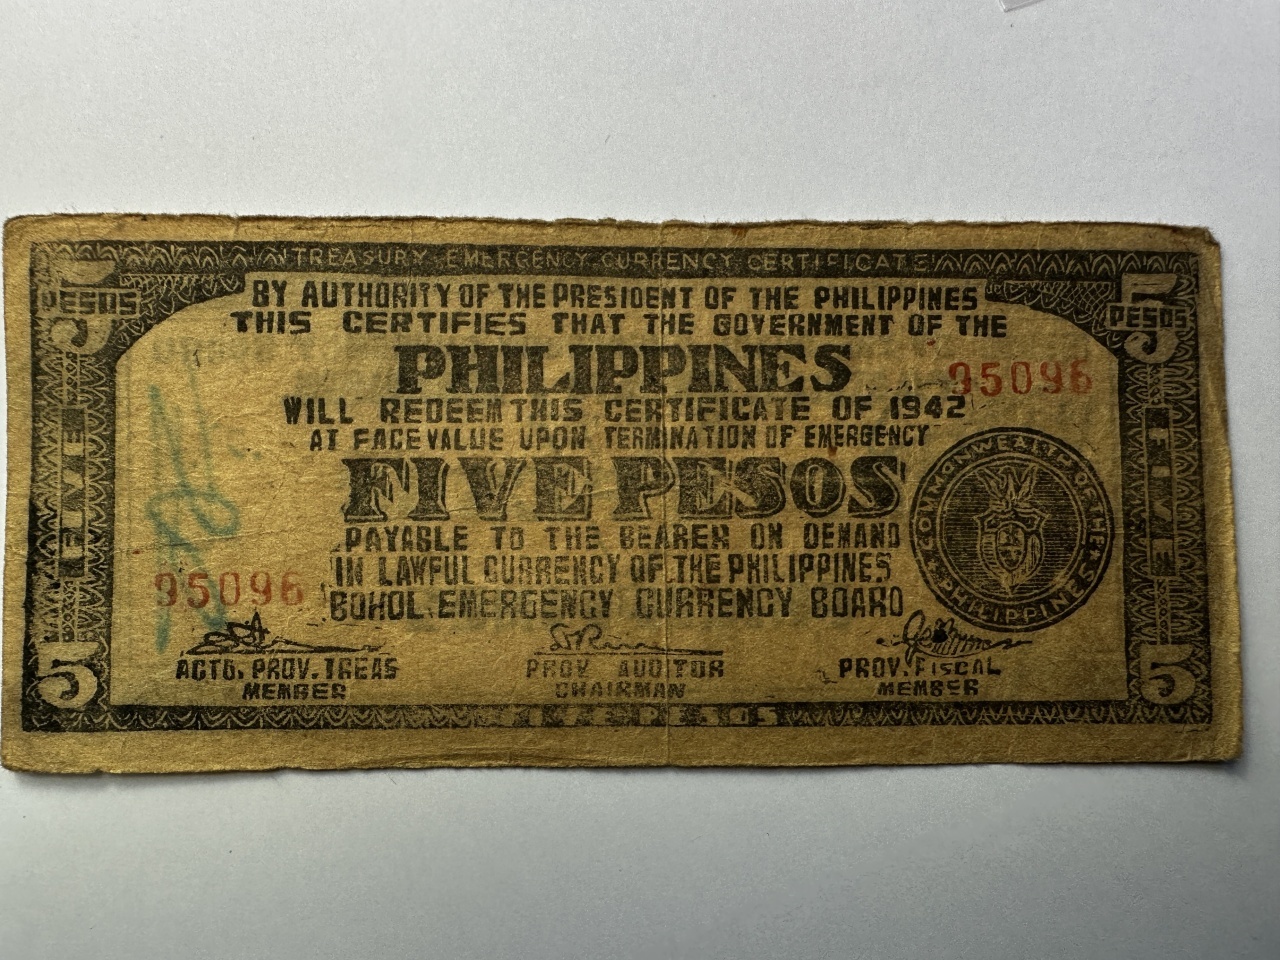 TREASURY EMERGENCY CURRENCY CERTIFICATE
5 PESOS
5 PESOS
BY AUTHORITY OF THE PRESIDENT OF THE PHILIPPINES
THIS CERTIFIES THAT THE GOVERNMENT OF THE
PHILIPPINES
95096
WILL REDEEM THIS CERTIFICATE OF 1942
AT FACE VALUE UPON TERMINATION OF EMERGENCY
FIVE PESOS
FIVE
FIVE
COMMONWEALTH OF THE PHILIPPINES
PAYABLE TO THE BEARER ON DEMAND
IN LAWFUL CURRENCY OF THE PHILIPPINES
95096
BOHOL EMERGENCY CURRENCY BOARD
ACTG. PROV. TREAS
MEMBER
PROV AUDITOR
CHAIRMAN
PROV. FISCAL
MEMBER
5
5
FIVE PESOS